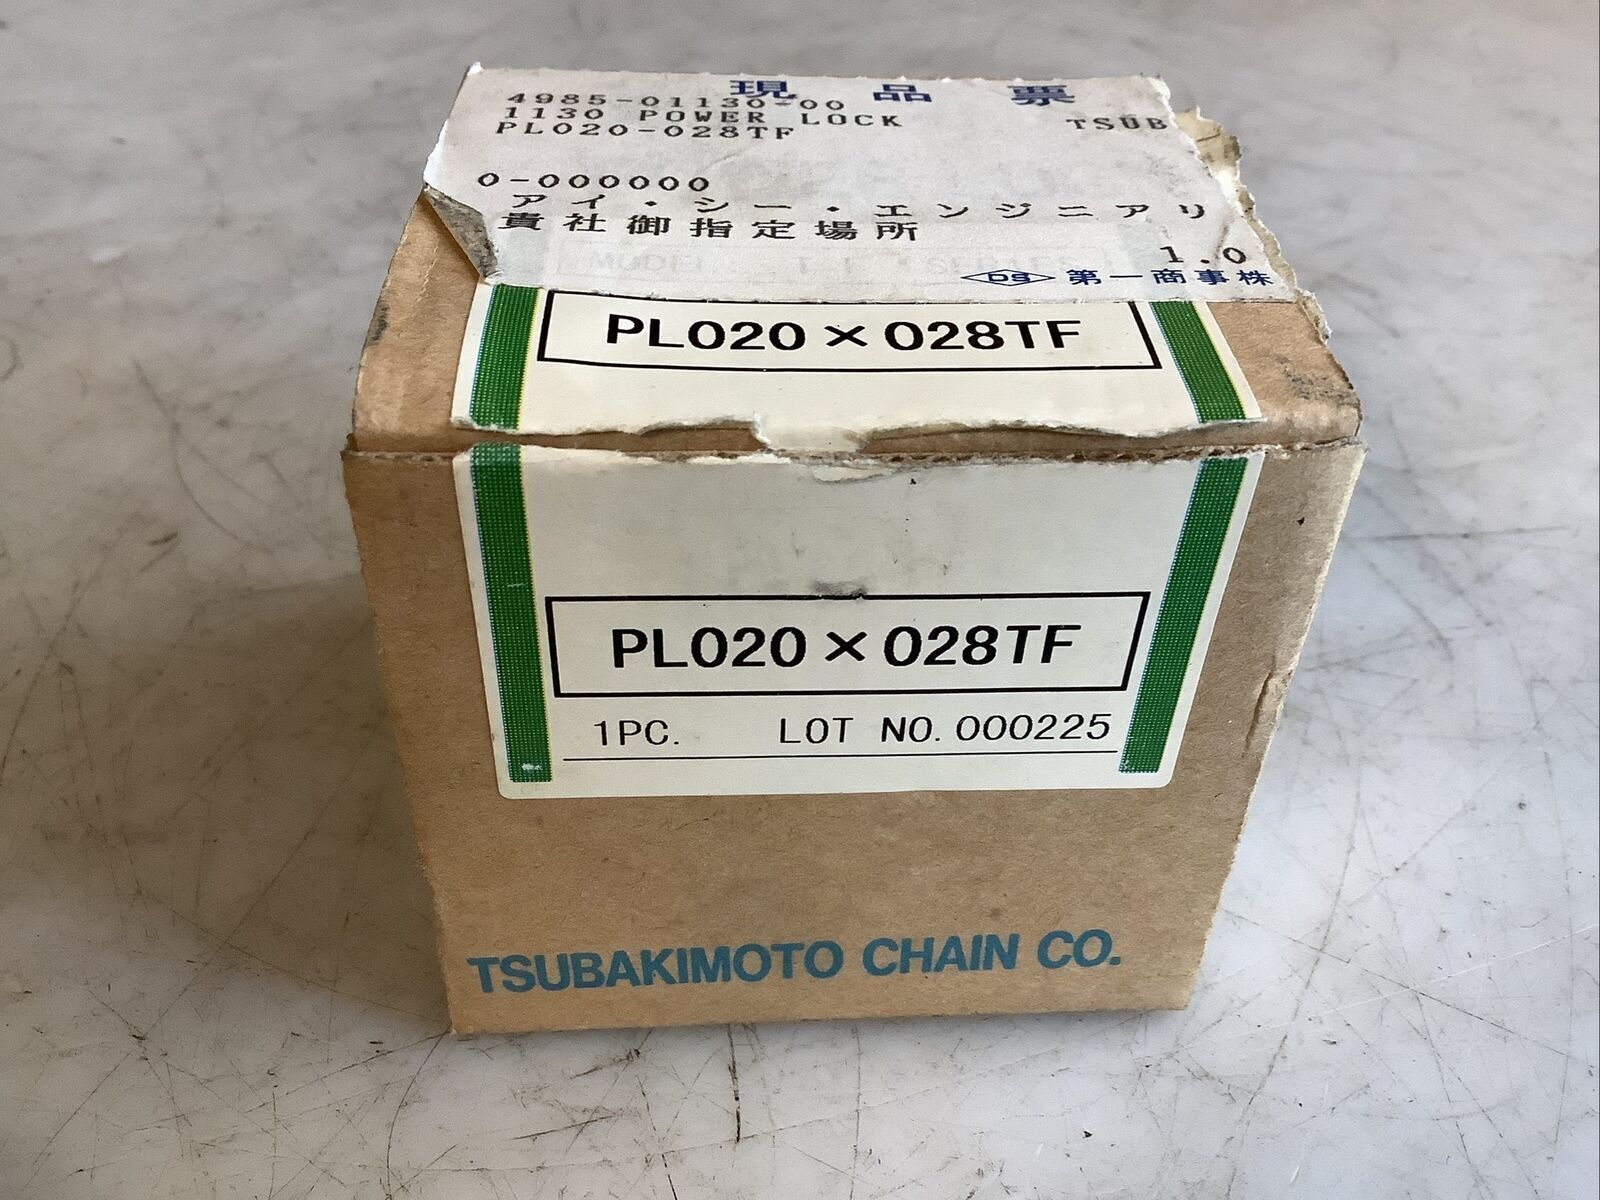 現品票
4985-01130-00
1130 POWER LOCK TSUB
PL020-028TF
0-000000
アイ・シー・エンジニアリ
貴社御指定場所
1.0
DS 第一商事株
PL020×028TF
PL020×028TF
1PC. LOT NO.000225
TSUBAKIMOTO CHAIN CO.